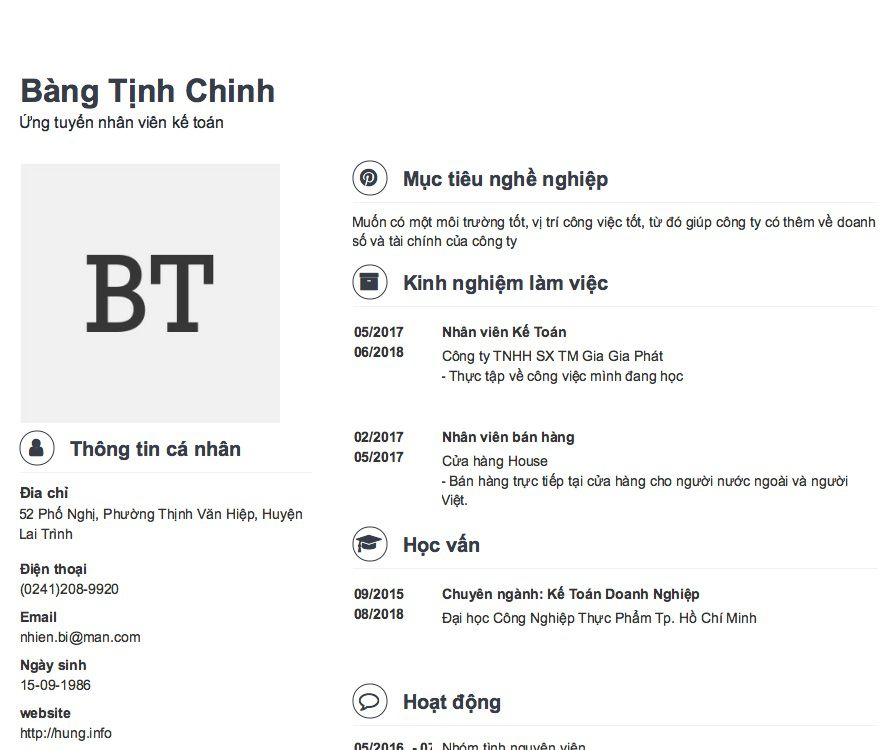 Bàng Tịnh Chinh
Ứng tuyển nhân viên kế toán
BT
Thông tin cá nhân
Đia chỉ
52 Phố Nghị, Phường Thịnh Văn Hiệp, Huyện
Lai Trình
Điện thoại
(0241)208-9920
Email
nhien.bi@man.com
Ngày sinh
15-09-1986
website
http://hung.info
Mục tiêu nghề nghiệp
Muốn có một môi trường tốt, vị trí công việc tốt, từ đó giúp công ty có thêm về doanh
số và tài chính của công ty
Kinh nghiệm làm việc
05/2017 Nhân viên Kế Toán
06/2018 Công ty TNHH SX TM Gia Gia Phát
- Thực tập về công việc mình đang học
02/2017 Nhân viên bán hàng
05/2017 Cửa hàng House
- Bán hàng trực tiếp tại cửa hàng cho người nước ngoài và người
Việt.
Học vấn
09/2015 Chuyên ngành: Kế Toán Doanh Nghiệp
08/2018 Đại học Công Nghiệp Thực Phẩm Tp. Hồ Chí Minh
Hoạt động
05/2016 - 07 Nhóm tình nguyện viên